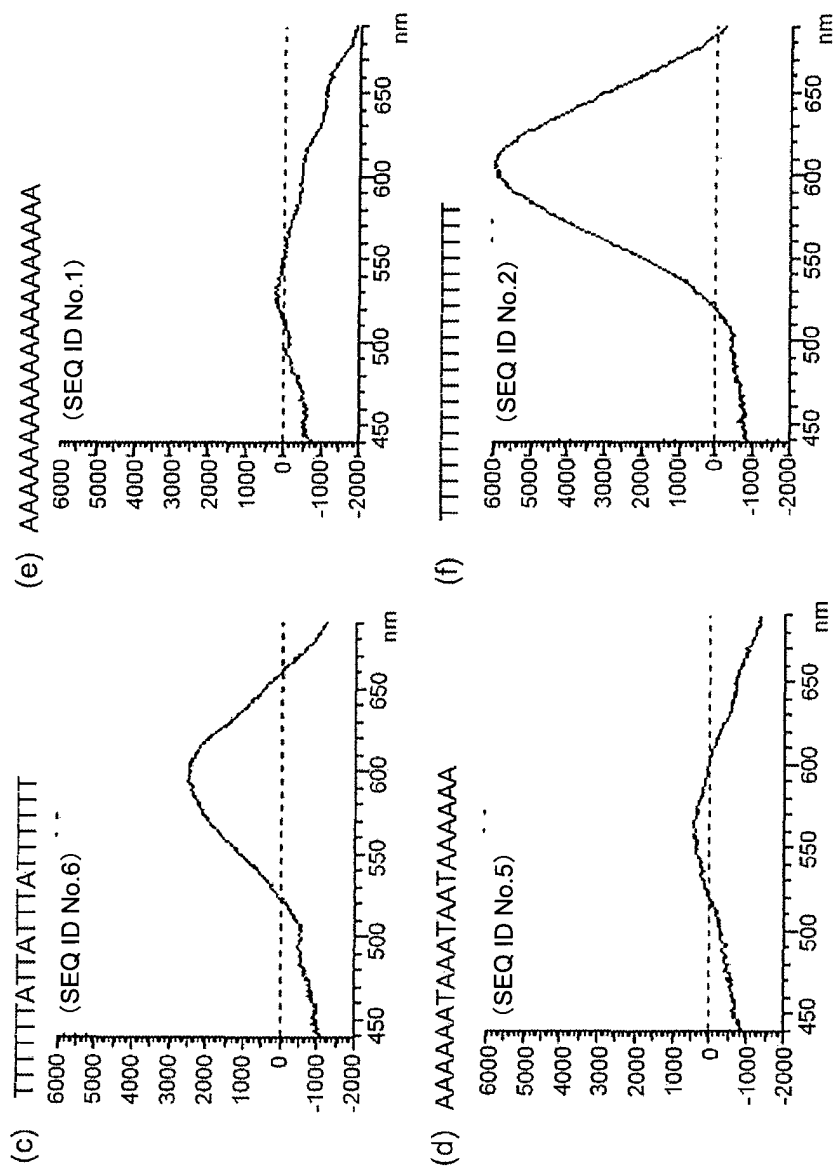 (c) TTTTTTATTATTTATTTTTT
(SEQ ID No.6)
6000
5000
4000
3000
2000
1000
0
-1000
-2000
450 500 550 600 650
nm
(e) AAAAAAAAAAAAAAAAAAAA
(SEQ ID No.1)
6000
5000
4000
3000
2000
1000
0
-1000
-2000
450 500 550 600 650
nm
(d) AAAAAATAAATAATAAAAAA
(SEQ ID No.5)
6000
5000
4000
3000
2000
1000
0
-1000
-2000
450 500 550 600 650
nm
(f) TTTTTTTTTTTTTTTTTTTT
(SEQ ID No.2)
6000
5000
4000
3000
2000
1000
0
-1000
-2000
450 500 550 600 650
nm